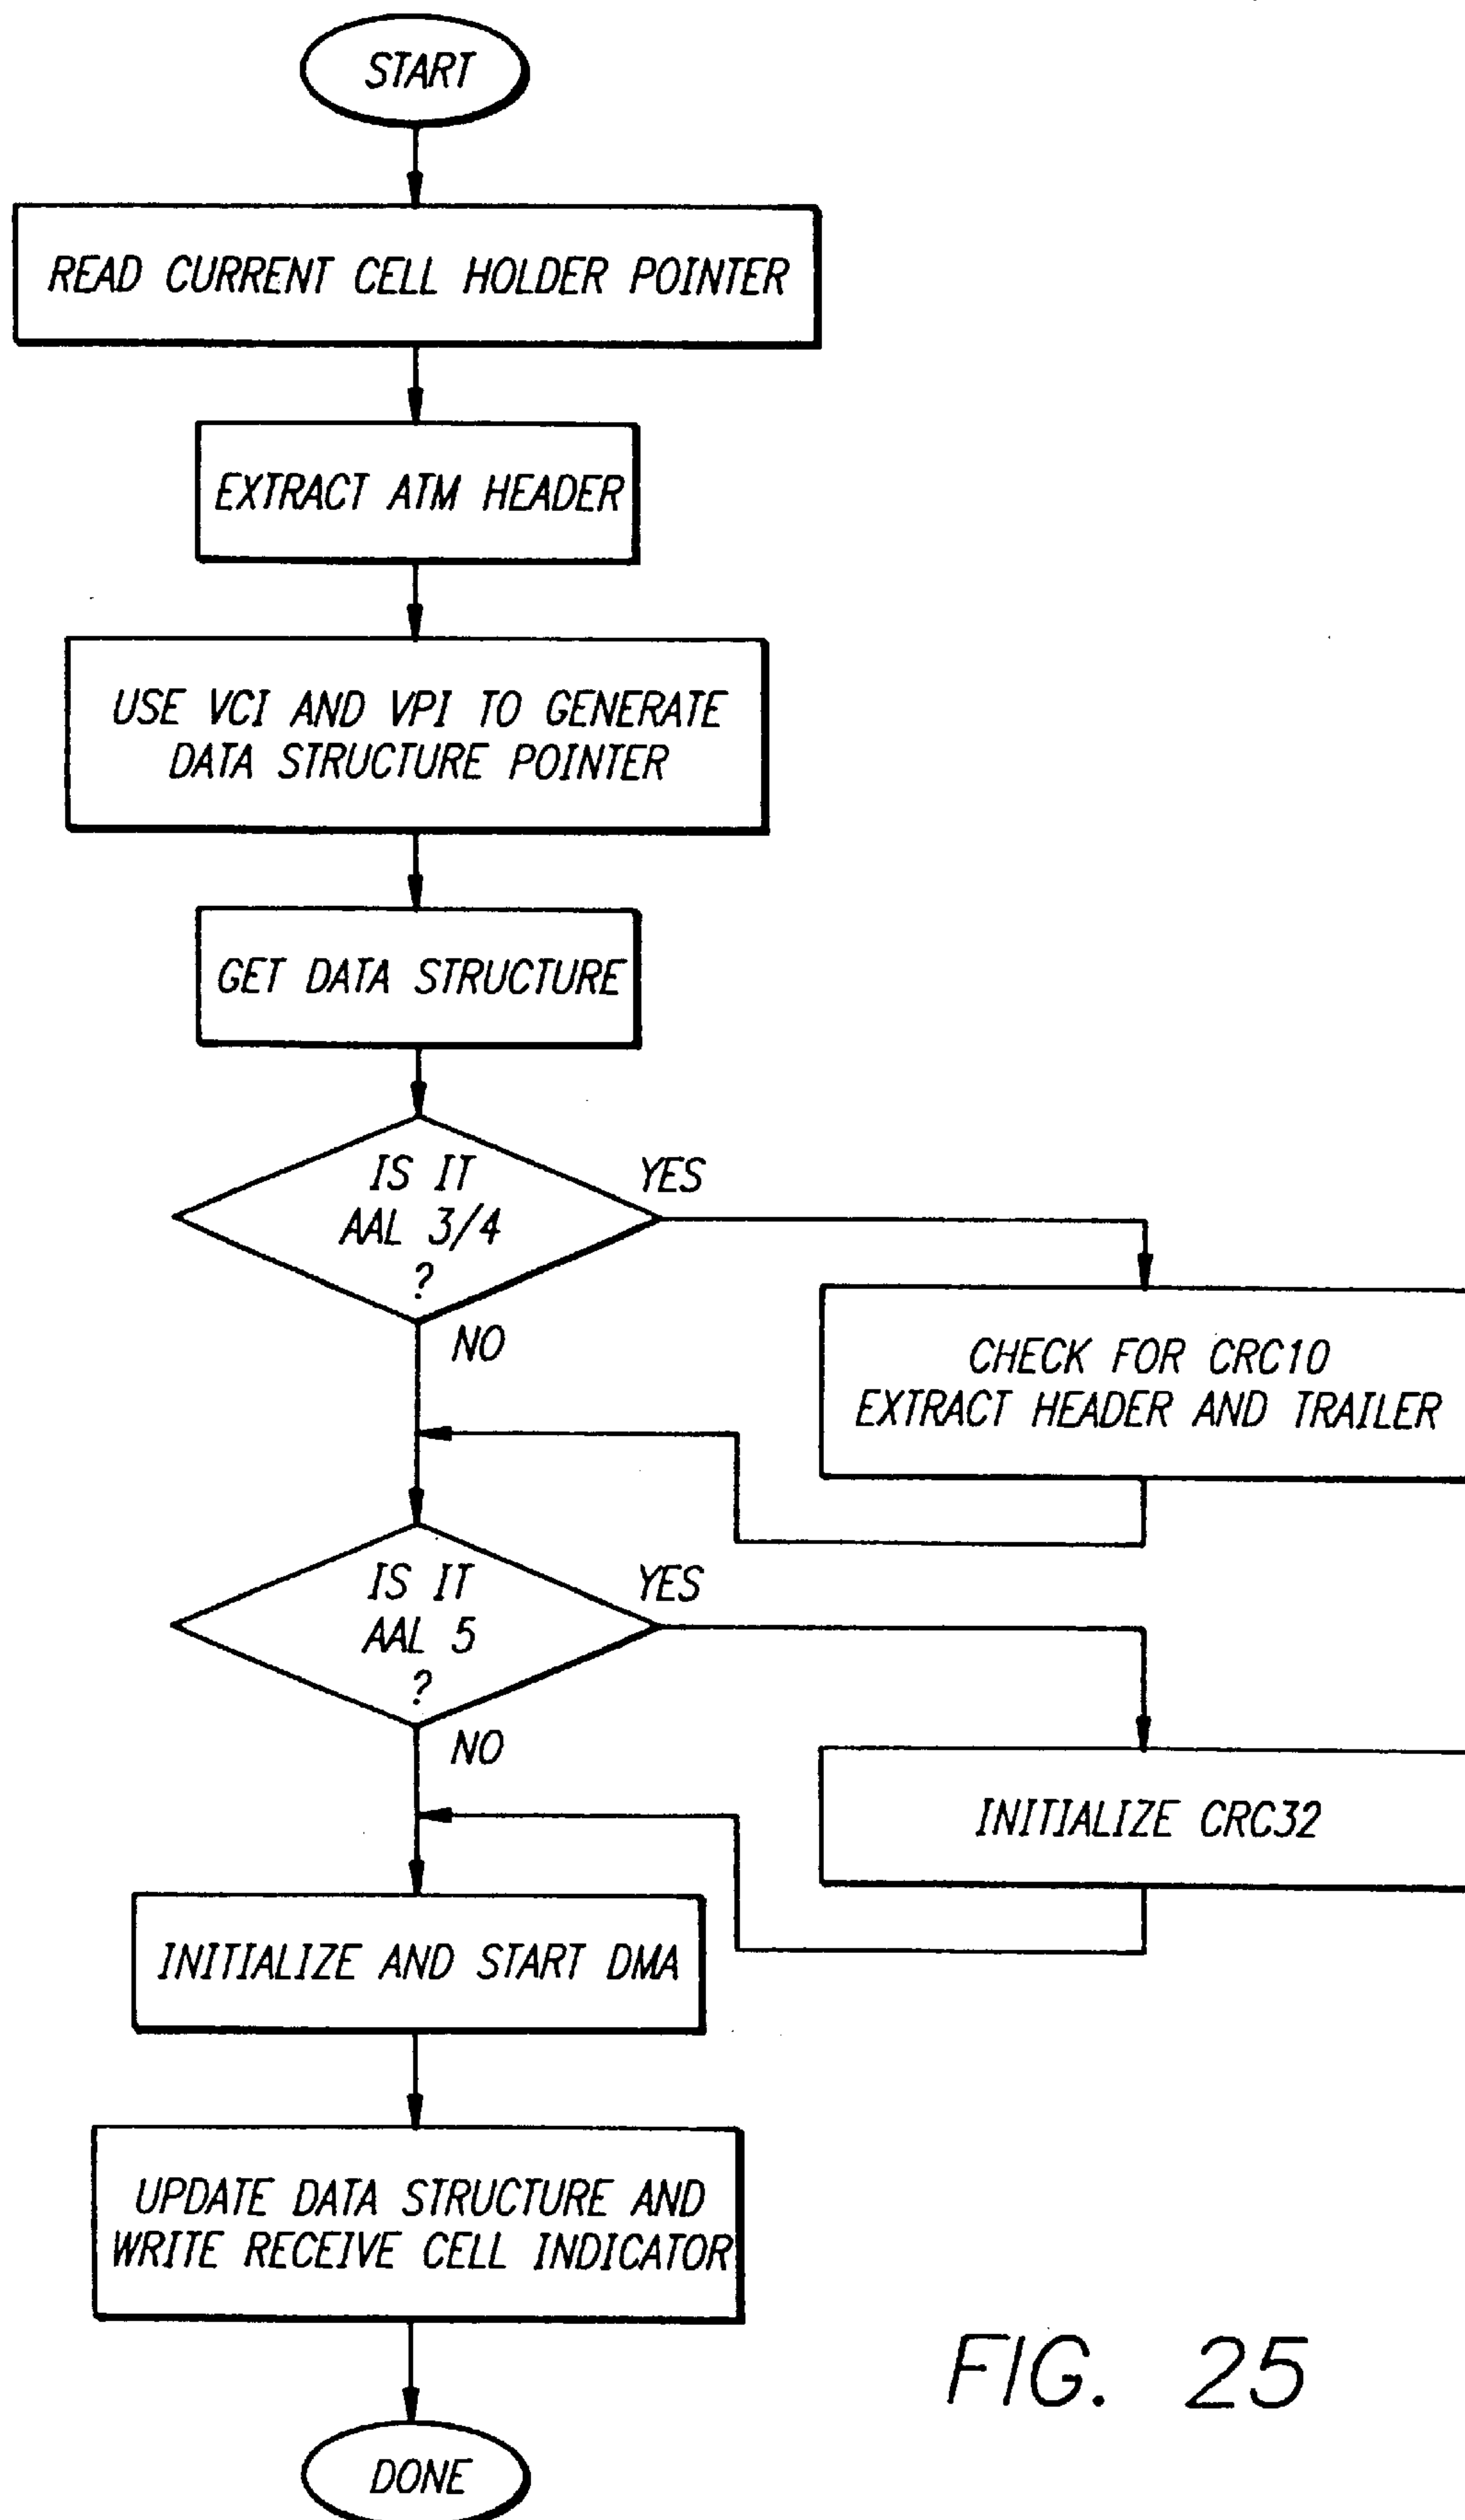 START
READ CURRENT CELL HOLDER POINTER
EXTRACT ATM HEADER
USE VCI AND VPI TO GENERATE
DATA STRUCTURE POINTER
GET DATA STRUCTURE
IS IT
AAL 3/4
?
YES
NO
CHECK FOR CRC10
EXTRACT HEADER AND TRAILER
IS IT
AAL 5
?
YES
NO
INITIALIZE CRC32
INITIALIZE AND START DMA
UPDATE DATA STRUCTURE AND
WRITE RECEIVE CELL INDICATOR
DONE
FIG. 25